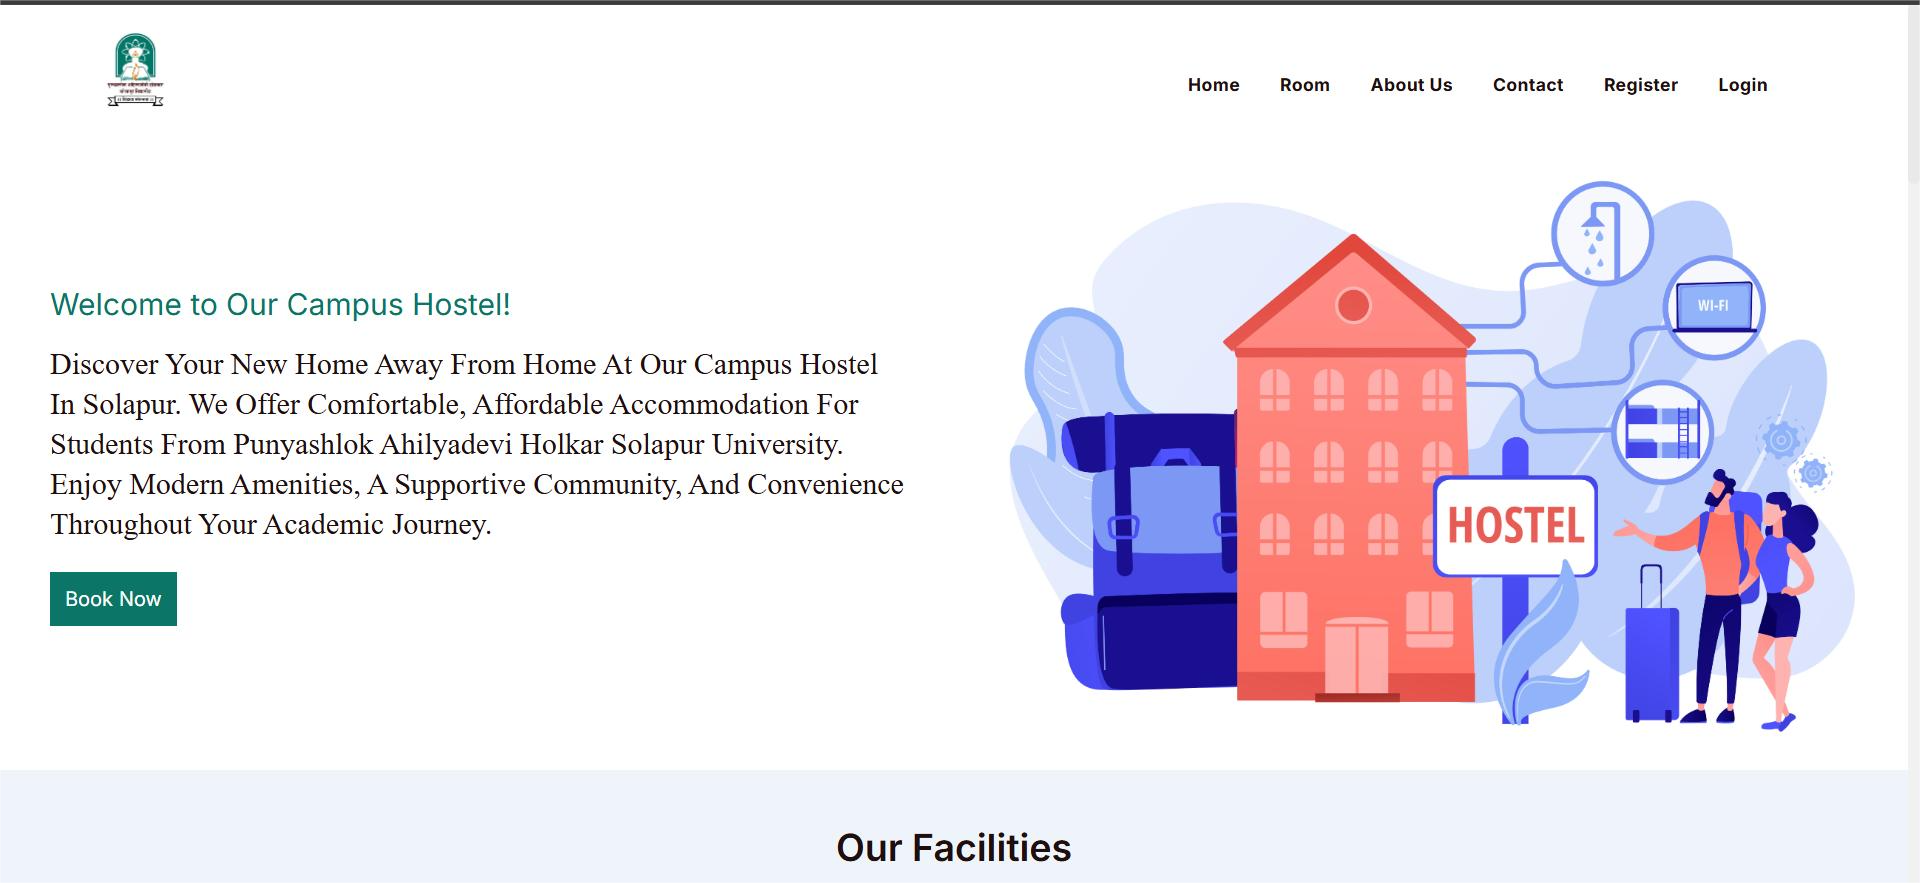 Home Room About Us Contact Register Login
Welcome to Our Campus Hostel!
Discover Your New Home Away From Home At Our Campus Hostel
In Solapur. We Offer Comfortable, Affordable Accommodation For
Students From Punyashlok Ahilyadevi Holkar Solapur University.
Enjoy Modern Amenities, A Supportive Community, And Convenience
Throughout Your Academic Journey.
Book Now
WI-FI
HOSTEL
Our Facilities